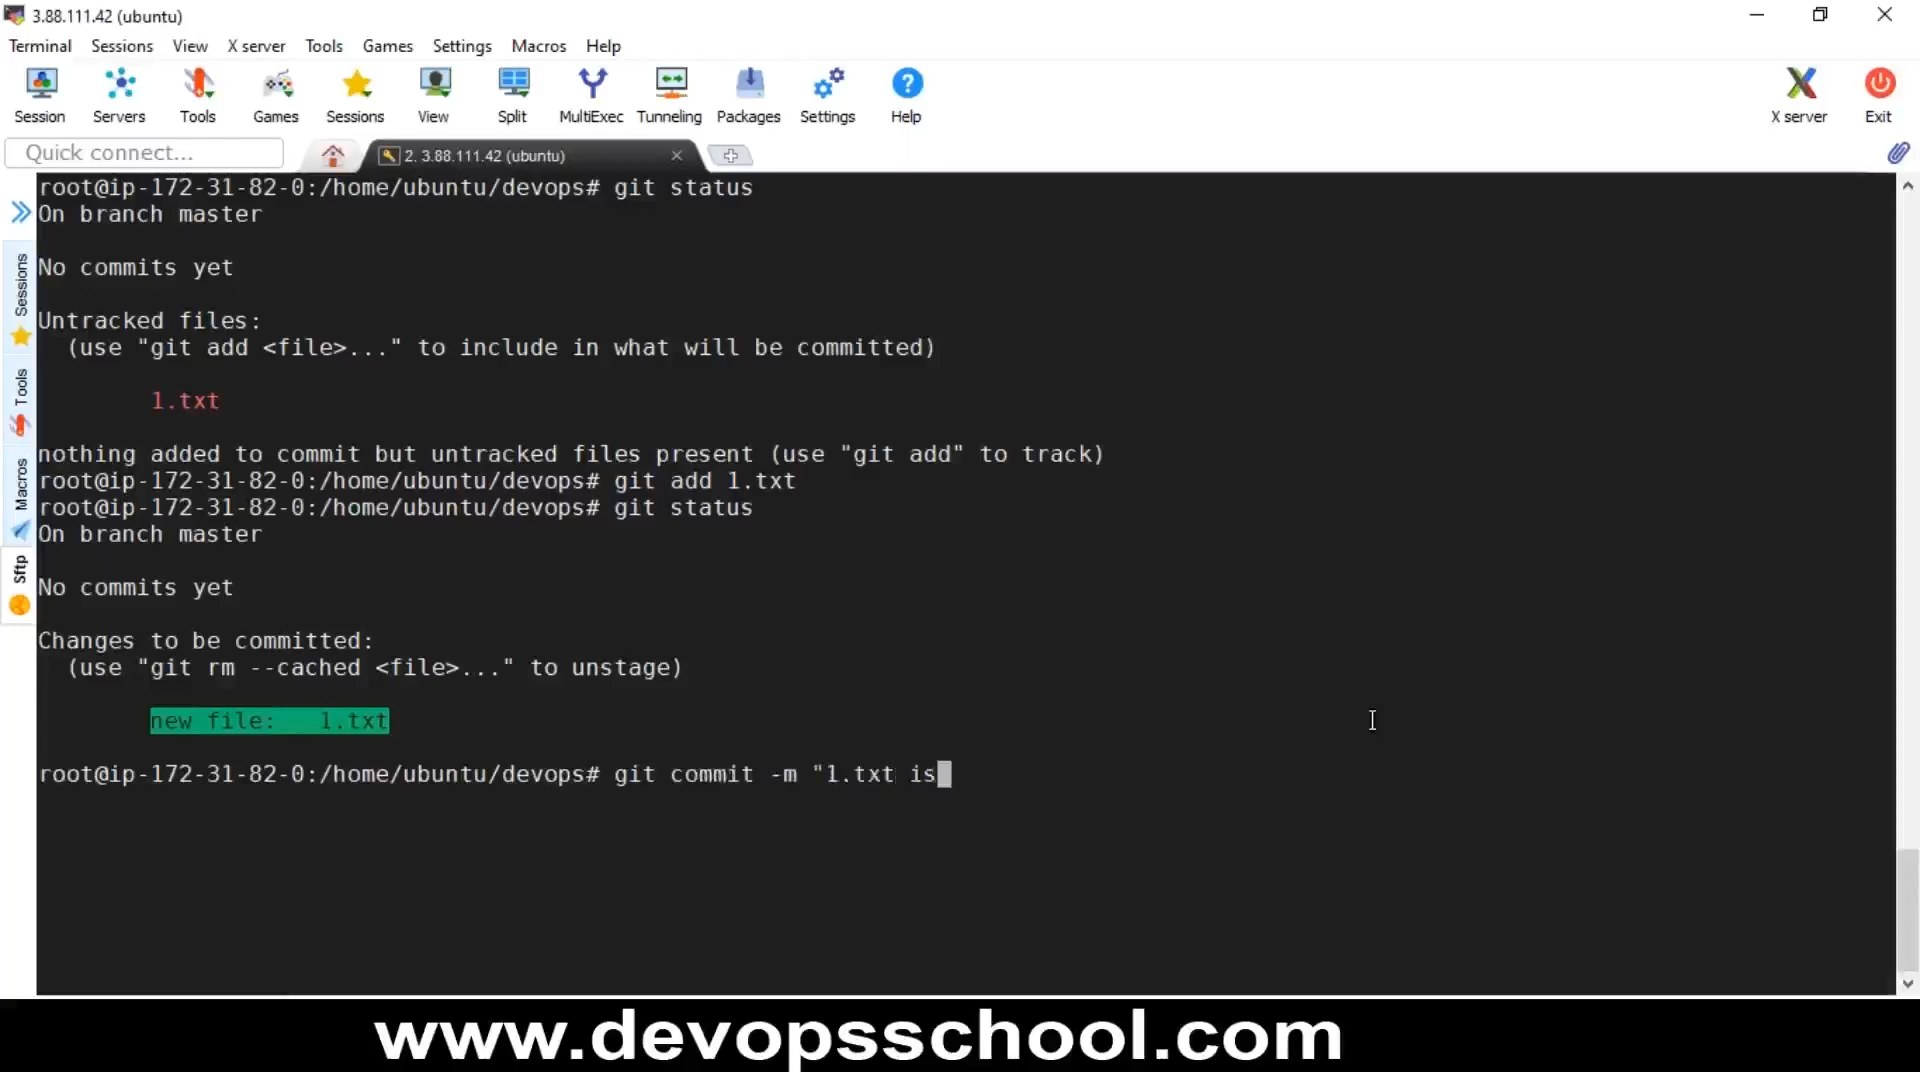 3.88.111.42 (ubuntu)
Terminal Sessions View X server Tools Games Settings Macros Help
Session Servers Tools Games Sessions View Split MultiExec Tunneling Packages Settings Help X server Exit
Quick connect... 2. 3.88.111.42 (ubuntu)
root@ip-172-31-82-0:/home/ubuntu/devops# git status
On branch master
No commits yet
Untracked files:
(use "git add <file>..." to include in what will be committed)
1.txt
nothing added to commit but untracked files present (use "git add" to track)
root@ip-172-31-82-0:/home/ubuntu/devops# git add 1.txt
root@ip-172-31-82-0:/home/ubuntu/devops# git status
On branch master
No commits yet
Changes to be committed:
(use "git rm --cached <file>..." to unstage)
new file:   1.txt
root@ip-172-31-82-0:/home/ubuntu/devops# git commit -m "1.txt is
Sessions
Tools
Macros
Sftp
www.devopsschool.com